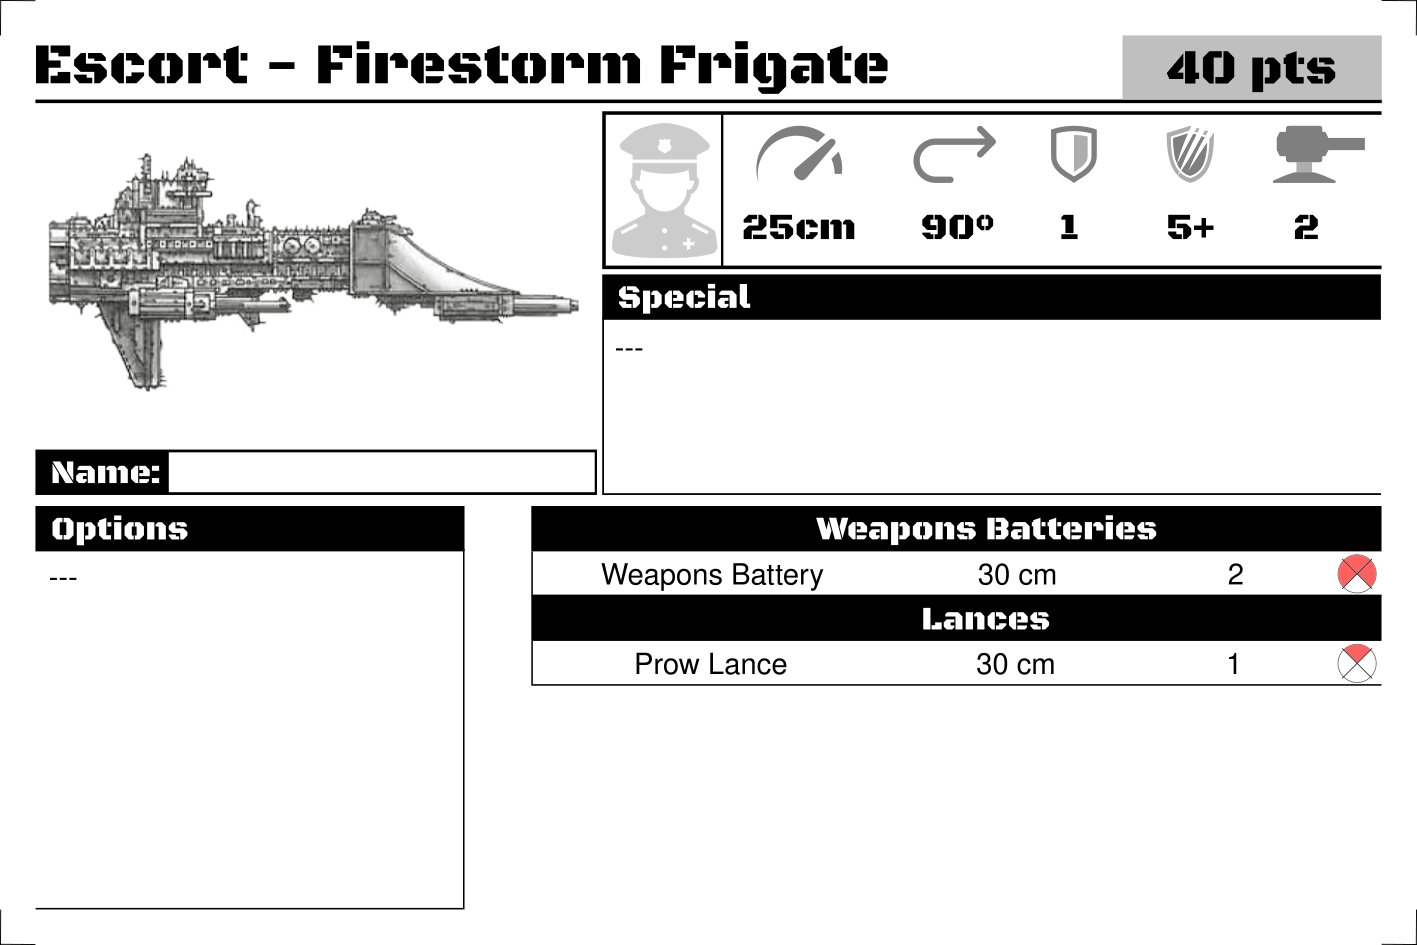 Escort - Firestorm Frigate 40 pts
25cm 90º 1 5+ 2
Special
---
Name:
Options
---
Weapons Batteries
Weapons Battery 30 cm 2
Lances
Prow Lance 30 cm 1